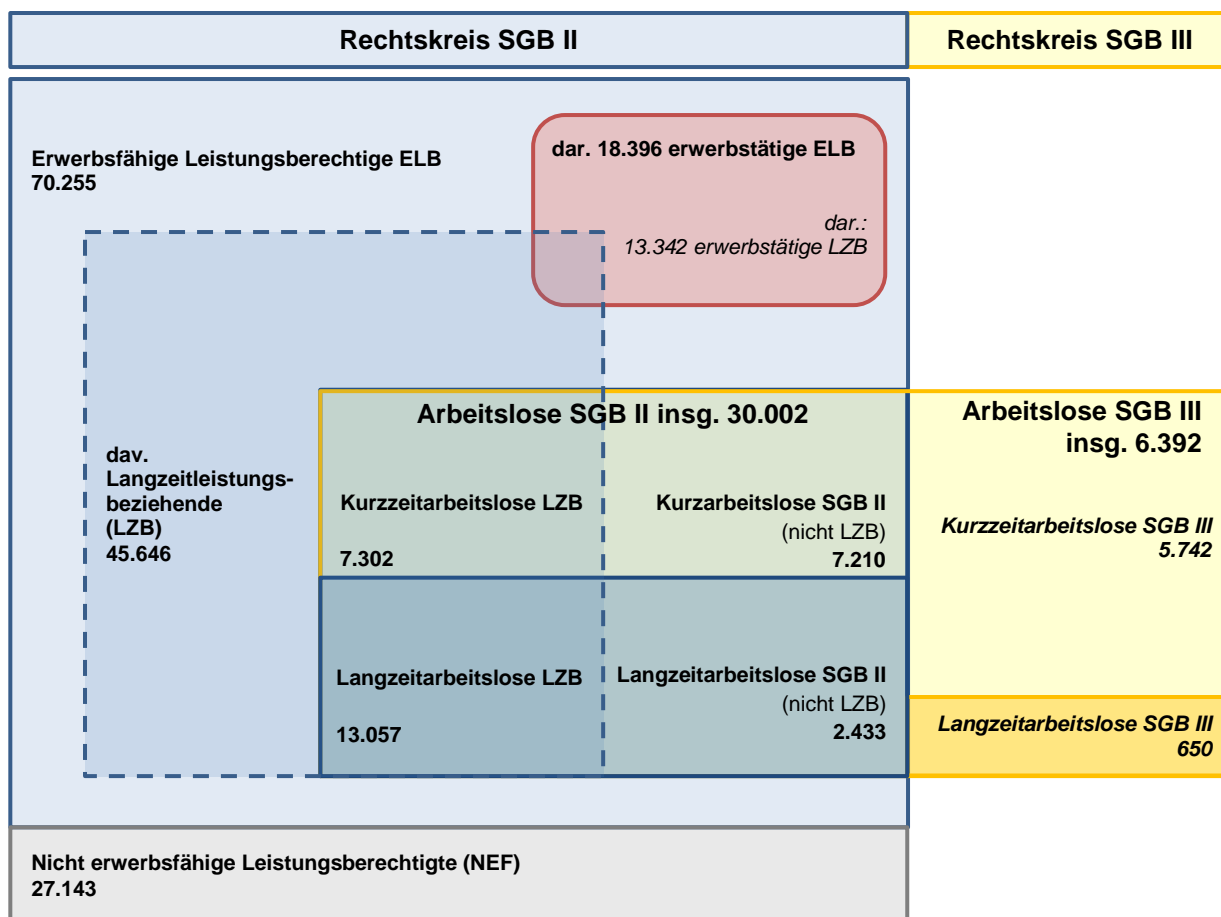 Rechtskreis SGB II
Rechtskreis SGB III
Erwerbsfähige Leistungsberechtige ELB
70.255
dar. 18.396 erwerbstätige ELB
dar.:
13.342 erwerbstätige LZB
Arbeitslose SGB II insg. 30.002
Arbeitslose SGB III
insg. 6.392
dav.
Langzeitleistungs-
beziehende
(LZB)
45.646
Kurzzeitarbeitslose LZB
7.302
Kurzarbeitslose SGB II
(nicht LZB)
7.210
Kurzzeitarbeitslose SGB III
5.742
Langzeitarbeitslose LZB
13.057
Langzeitarbeitslose SGB II
(nicht LZB)
2.433
Langzeitarbeitslose SGB III
650
Nicht erwerbsfähige Leistungsberechtigte (NEF)
27.143